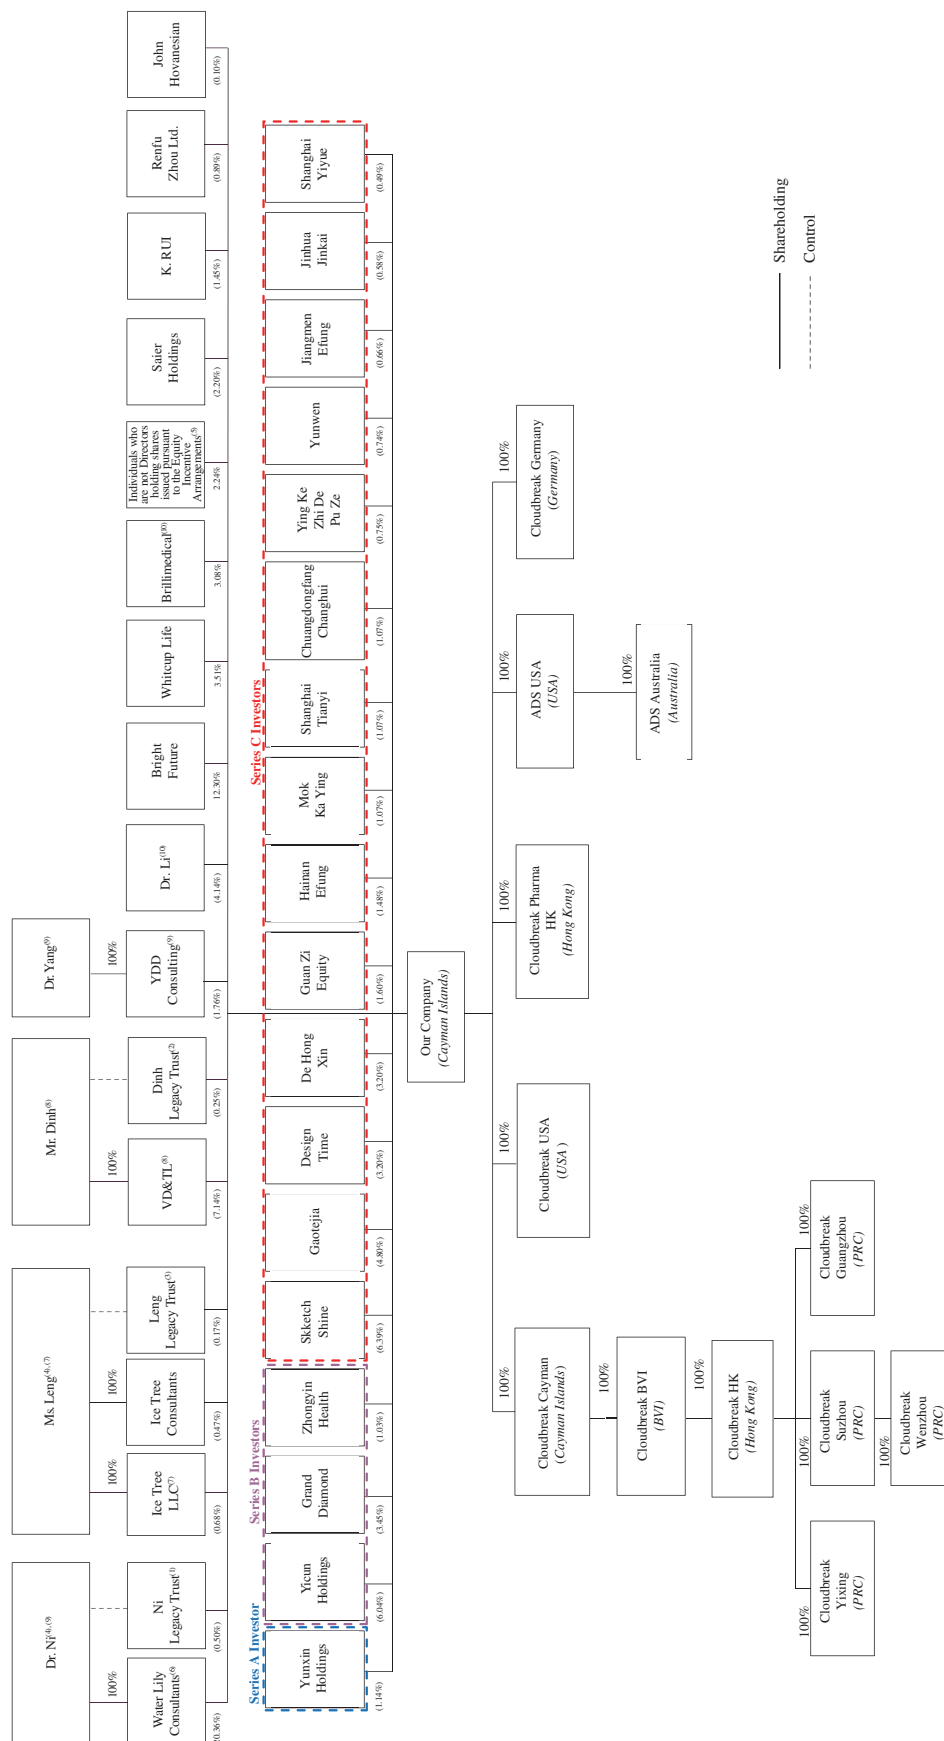 Dr. Ni(4),(9)
Ms. Leng(4),(7)
Mr. Dinh(8)
Dr. Yang(9)
100%
100%
100%
100%
100%
Water Lily
Consultants(6)
Ni
Legacy Trust(1)
Ice Tree
LLC(7)
Ice Tree
Consultants
Leng
Legacy Trust(3)
VD&TL(8)
Dinh
Legacy Trust(2)
YDD
Consulting(9)
Dr. Li(10)
Bright
Future
Whitcup Life
Brillimedical(10)
Individuals who
are not Directors
holding shares
issued pursuant
to the Equity
Incentive
Arrangements(5)
Saier
Holdings
K. RUI
Renfu
Zhou Ltd.
John
Hovanesian
20.36%)
(0.50%)
(0.68%)
(0.47%)
(0.17%)
(7.14%)
(0.25%)
(1.76%)
(4.14%)
12.30%
3.51%
3.08%
2.24%
(2.20%)
(1.45%)
(0.89%)
(0.10%)
Series A Investor
Series B Investors
Series C Investors
Yunxin
Holdings
Yicun
Holdings
Grand
Diamond
Zhongyin
Health
Skketch
Shine
Gaotejia
Design
Time
De Hong
Xin
Guan Zi
Equity
Hainan
Efung
Mok
Ka Ying
Shanghai
Tianyi
Chuangdongfang
Changhui
Ying Ke
Zhi De
Pu Ze
Yunwen
Jiangmen
Efung
Jinhua
Jinkai
Shanghai
Yiyue
(1.14%)
(6.04%)
(3.45%)
(1.03%)
(6.39%)
(4.80%)
(3.20%)
(3.20%)
(1.60%)
(1.48%)
(1.07%)
(1.07%)
(1.07%)
(0.75%)
(0.74%)
(0.66%)
(0.58%)
(0.49%)
Our Company
(Cayman Islands)
100%
100%
100%
100%
100%
Cloudbreak Cayman
(Cayman Islands)
Cloudbreak USA
(USA)
Cloudbreak Pharma
HK
(Hong Kong)
ADS USA
(USA)
Cloudbreak Germany
(Germany)
100%
100%
Cloudbreak BVI
(BVI)
ADS Australia
(Australia)
100%
Cloudbreak HK
(Hong Kong)
100%
100%
100%
Cloudbreak
Yixing
(PRC)
Cloudbreak
Suzhou
(PRC)
Cloudbreak
Guangzhou
(PRC)
100%
Cloudbreak
Wenzhou
(PRC)
Shareholding
Control